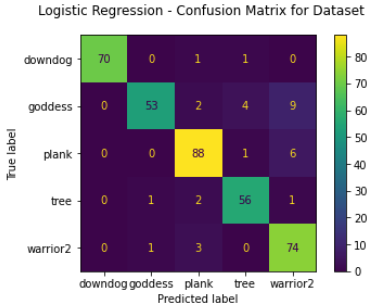 Logistic Regression - Confusion Matrix for Dataset
downdog 70 0 1 1 0
goddess 0 53 2 4 9
plank 0 0 88 1 6
tree 0 1 2 56 1
warrior2 0 1 3 0 74
downdog goddess plank tree warrior2
Predicted label
True label
80
70
60
50
40
30
20
10
0